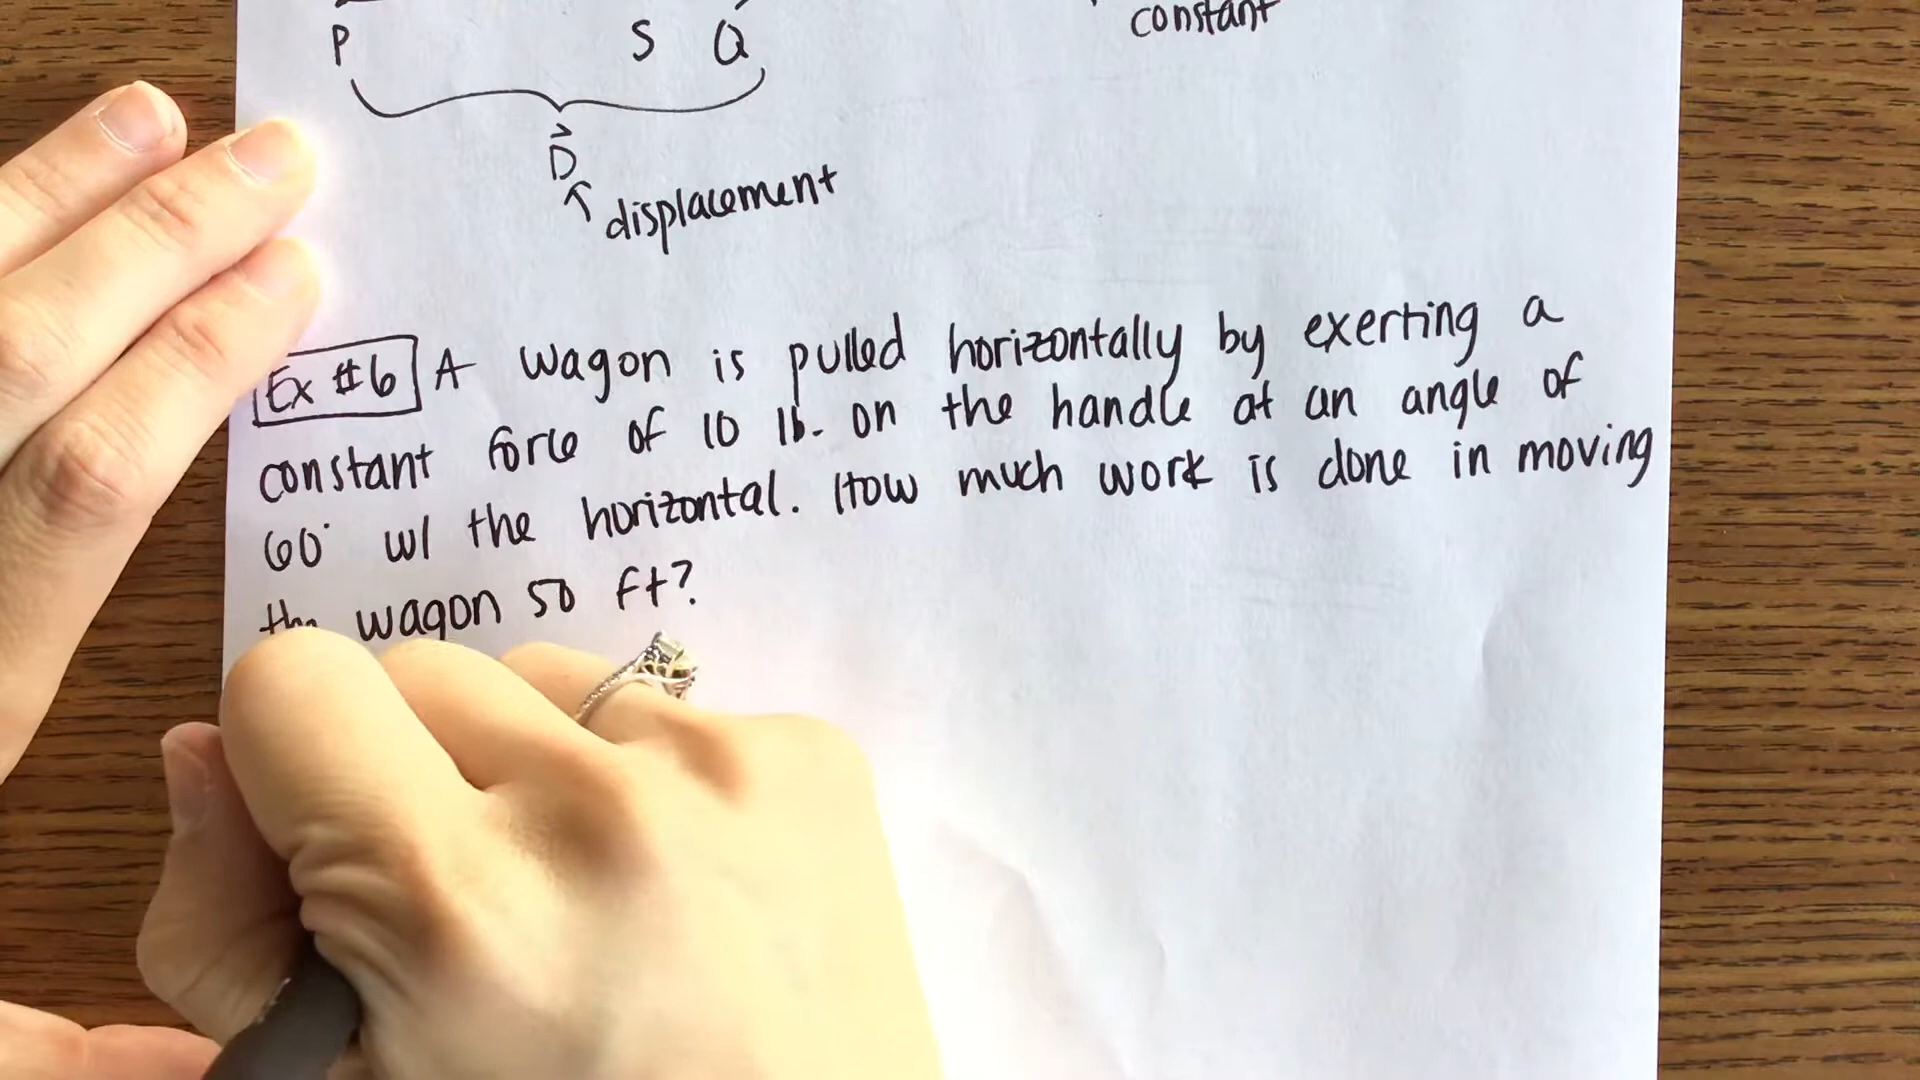 constant
P S Q
D
displacement
Ex #6 A wagon is pulled horizontally by exerting a
constant force of 10 lb. on the handle at an angle of
60° w/ the horizontal. How much work is done in moving
the wagon 50 ft?